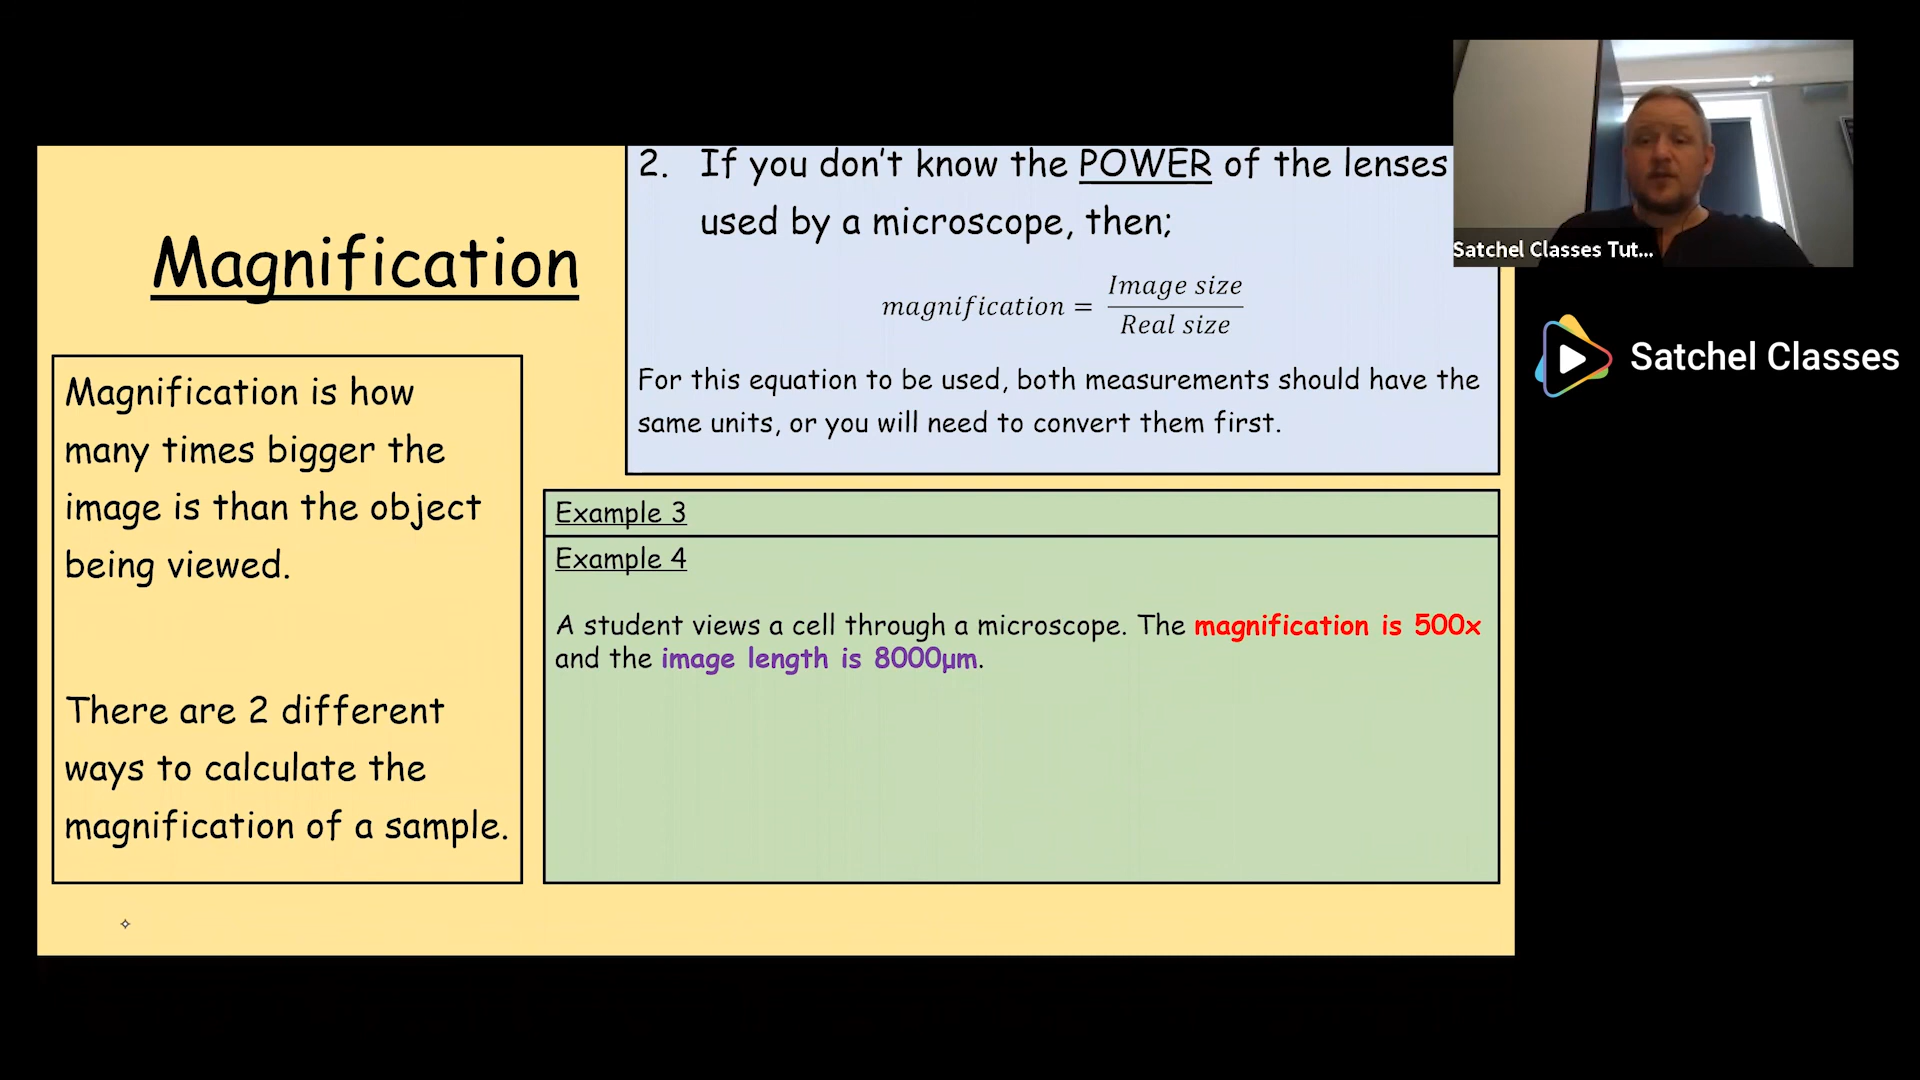 Magnification
Magnification is how
many times bigger the
image is than the object
being viewed.
There are 2 different
ways to calculate the
magnification of a sample.
2. If you don't know the POWER of the lenses
used by a microscope, then;
magnification = Image size / Real size
For this equation to be used, both measurements should have the
same units, or you will need to convert them first.
Example 3
Example 4
A student views a cell through a microscope. The magnification is 500x
and the image length is 8000µm.
Satchel Classes Tut...
Satchel Classes